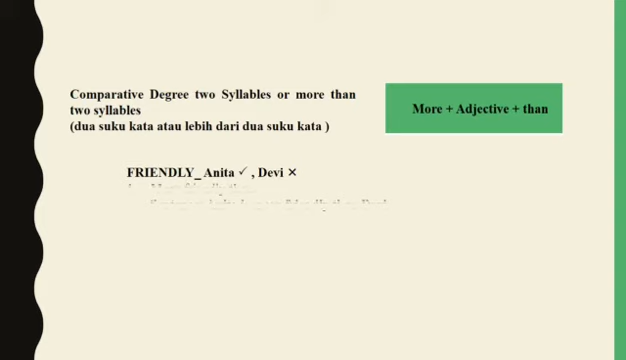 Comparative Degree two Syllables or more than
two syllables
(dua suku kata atau lebih dari dua suku kata )
More + Adjective + than
FRIENDLY_ Anita ✓ , Devi ✕